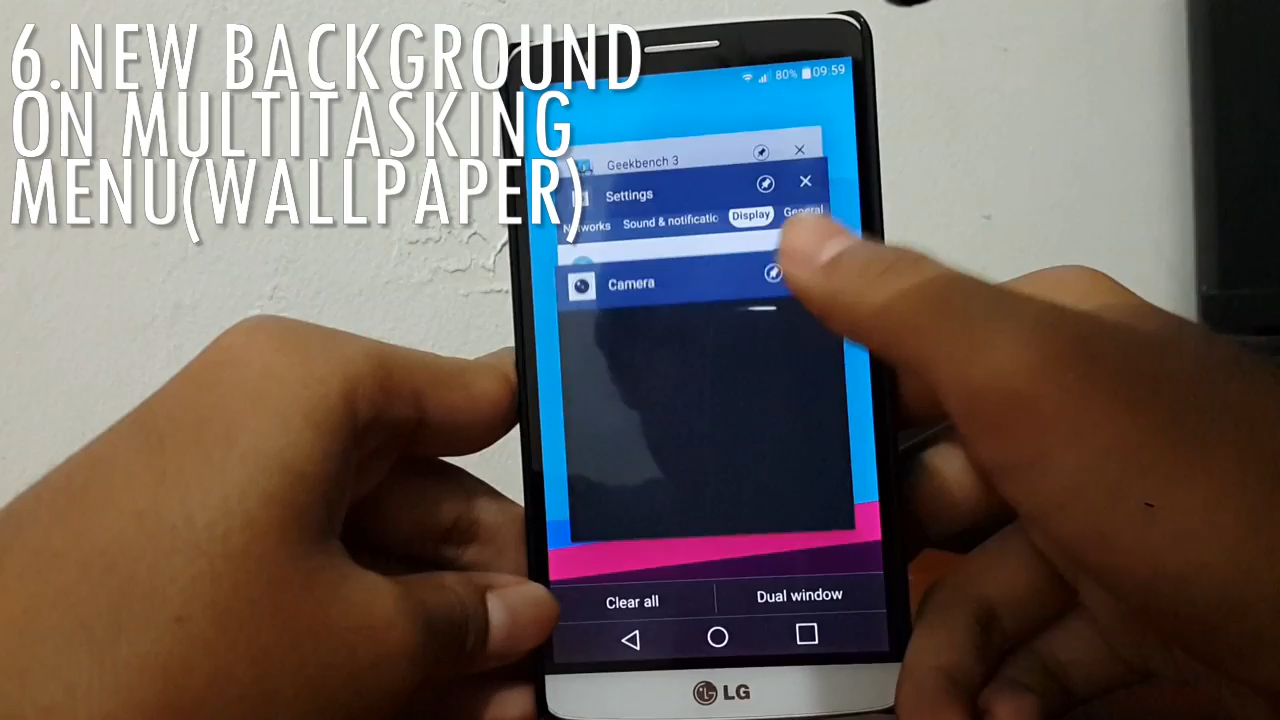 6.NEW BACKGROUND
ON MULTITASKING
MENU(WALLPAPER)
80% 09:59
Geekbench 3
Settings
Networks Sound & notificatic Display General
Camera
Clear all Dual window
LG